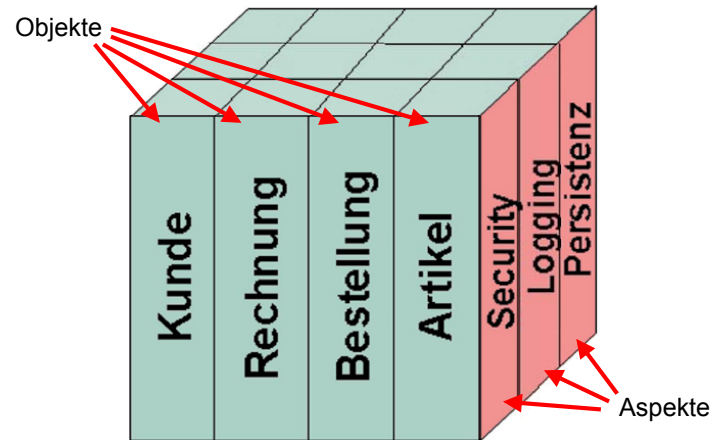 Objekte
Kunde
Rechnung
Bestellung
Artikel
Security
Logging
Persistenz
Aspekte